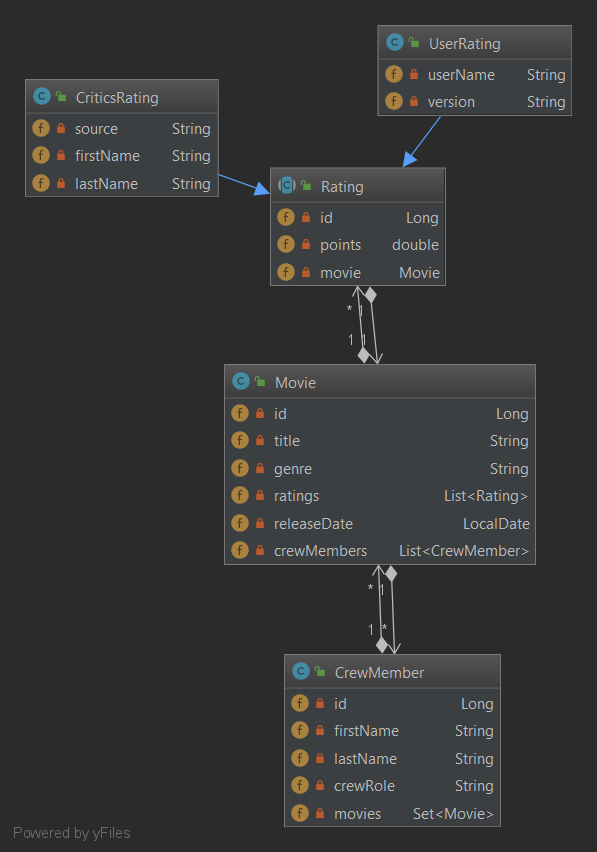 C UserRating
f userName String
f version String
C CriticsRating
f source String
f firstName String
f lastName String
C Rating
f id Long
f points double
f movie Movie
* 1
1 1
C Movie
f id Long
f title String
f genre String
f ratings List<Rating>
f releaseDate LocalDate
f crewMembers List<CrewMember>
* 1
1 *
C CrewMember
f id Long
f firstName String
f lastName String
f crewRole String
f movies Set<Movie>
Powered by yFiles